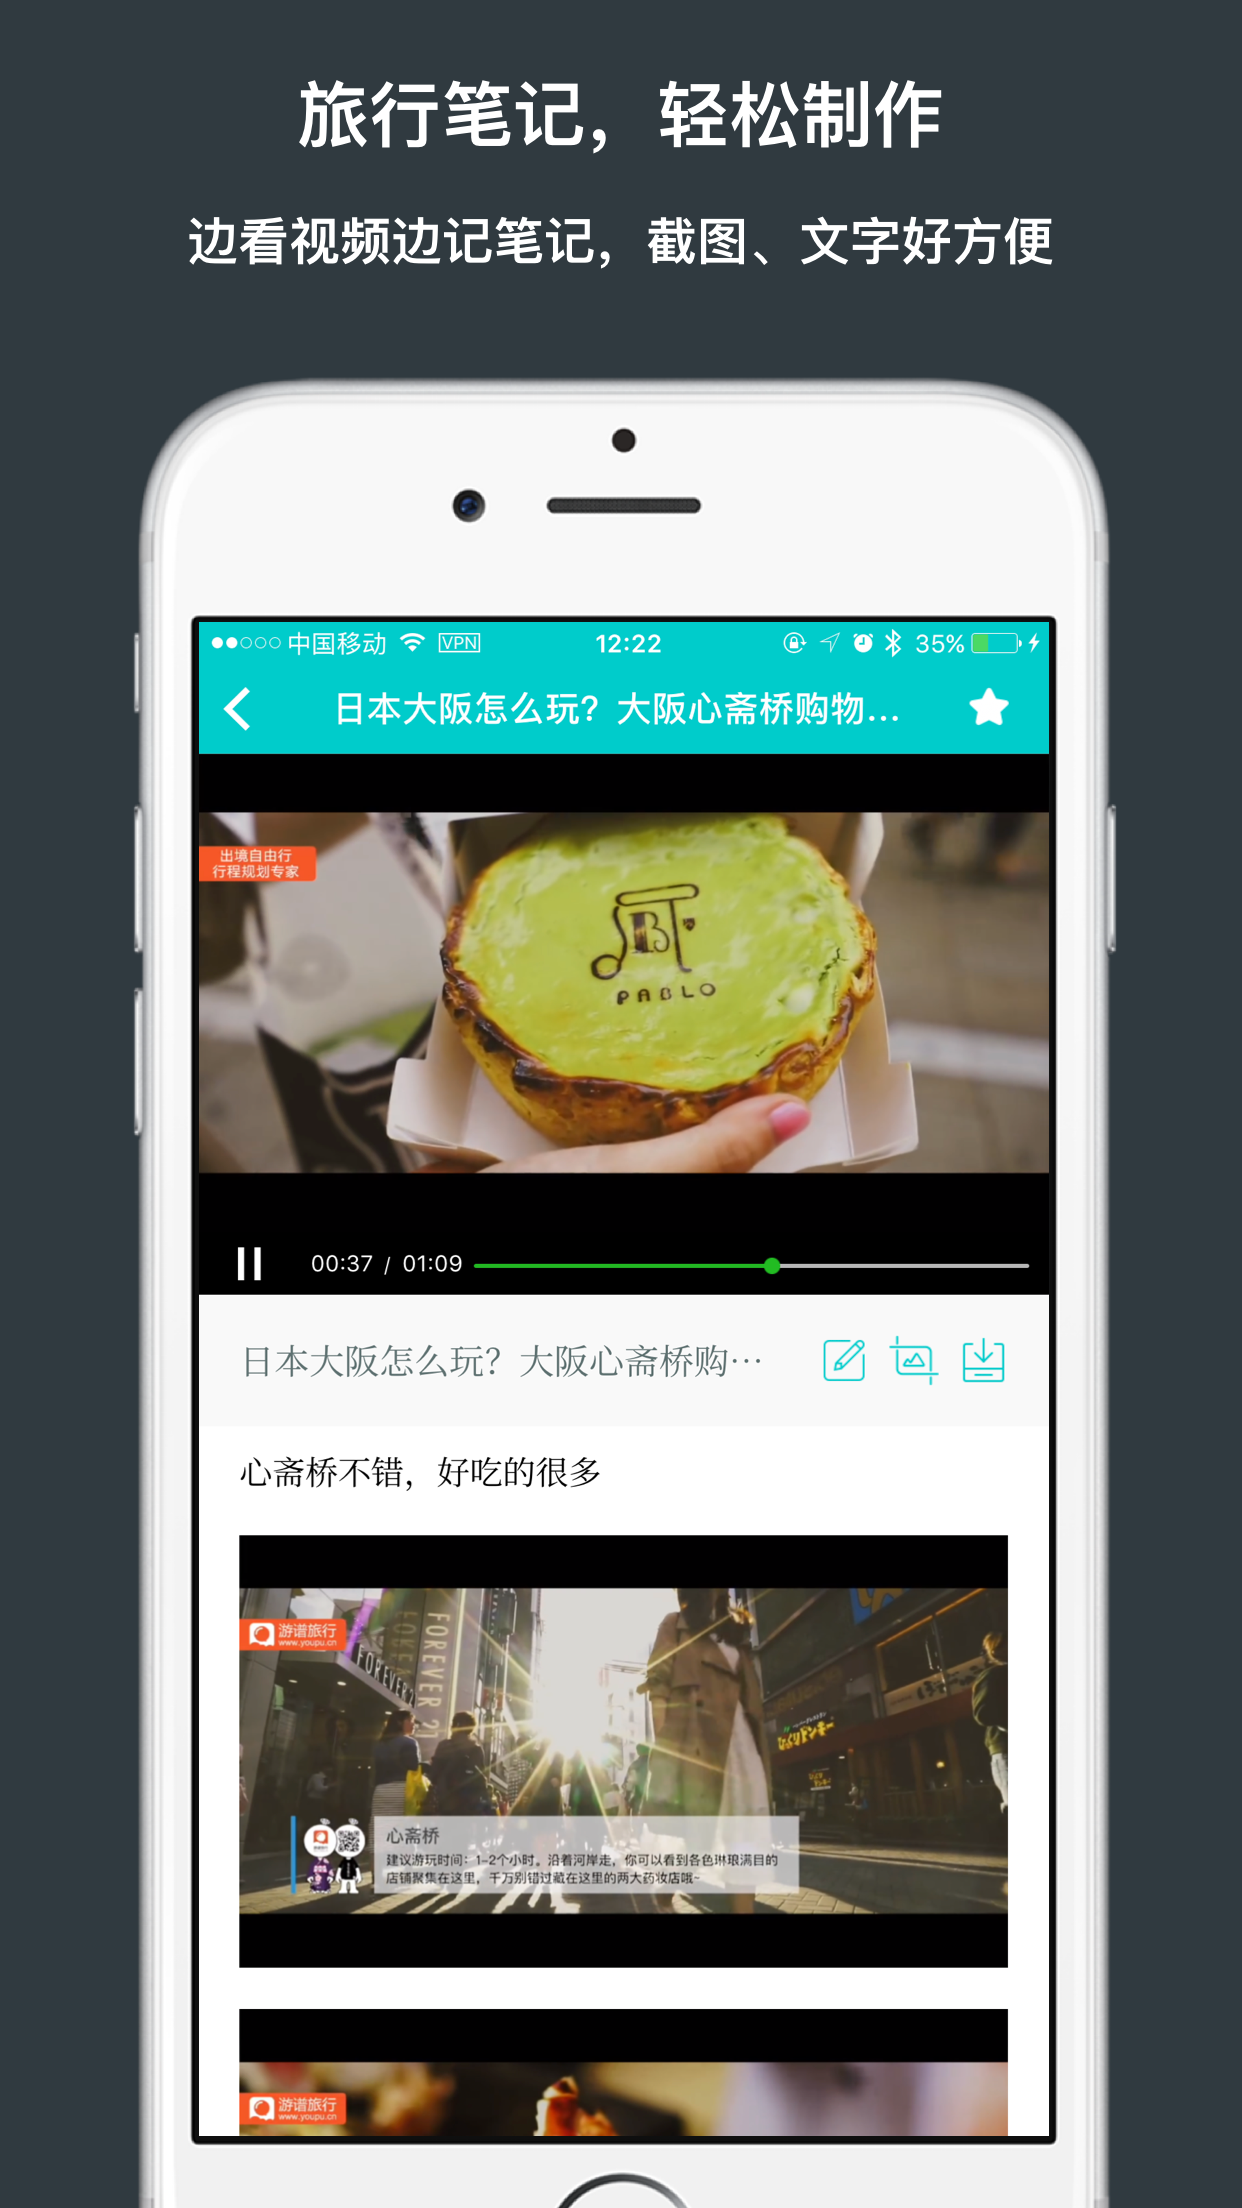 旅行笔记，轻松制作
边看视频边记笔记，截图、文字好方便
中国移动 VPN 12:22 35%
日本大阪怎么玩？大阪心斋桥购物...
出境自由行
行程规划专家
PABLO
00:37 / 01:09
日本大阪怎么玩？大阪心斋桥购…
心斋桥不错，好吃的很多
游谱旅行
www.youpu.cn
FOREVER 21
FOREVER 21
心斋桥
建议游玩时间：1-2个小时。沿着河岸走，你可以看到各色琳琅满目的
店铺聚集在这里，千万别错过藏在这里的两大药妆店哦~
游谱旅行
www.youpu.cn